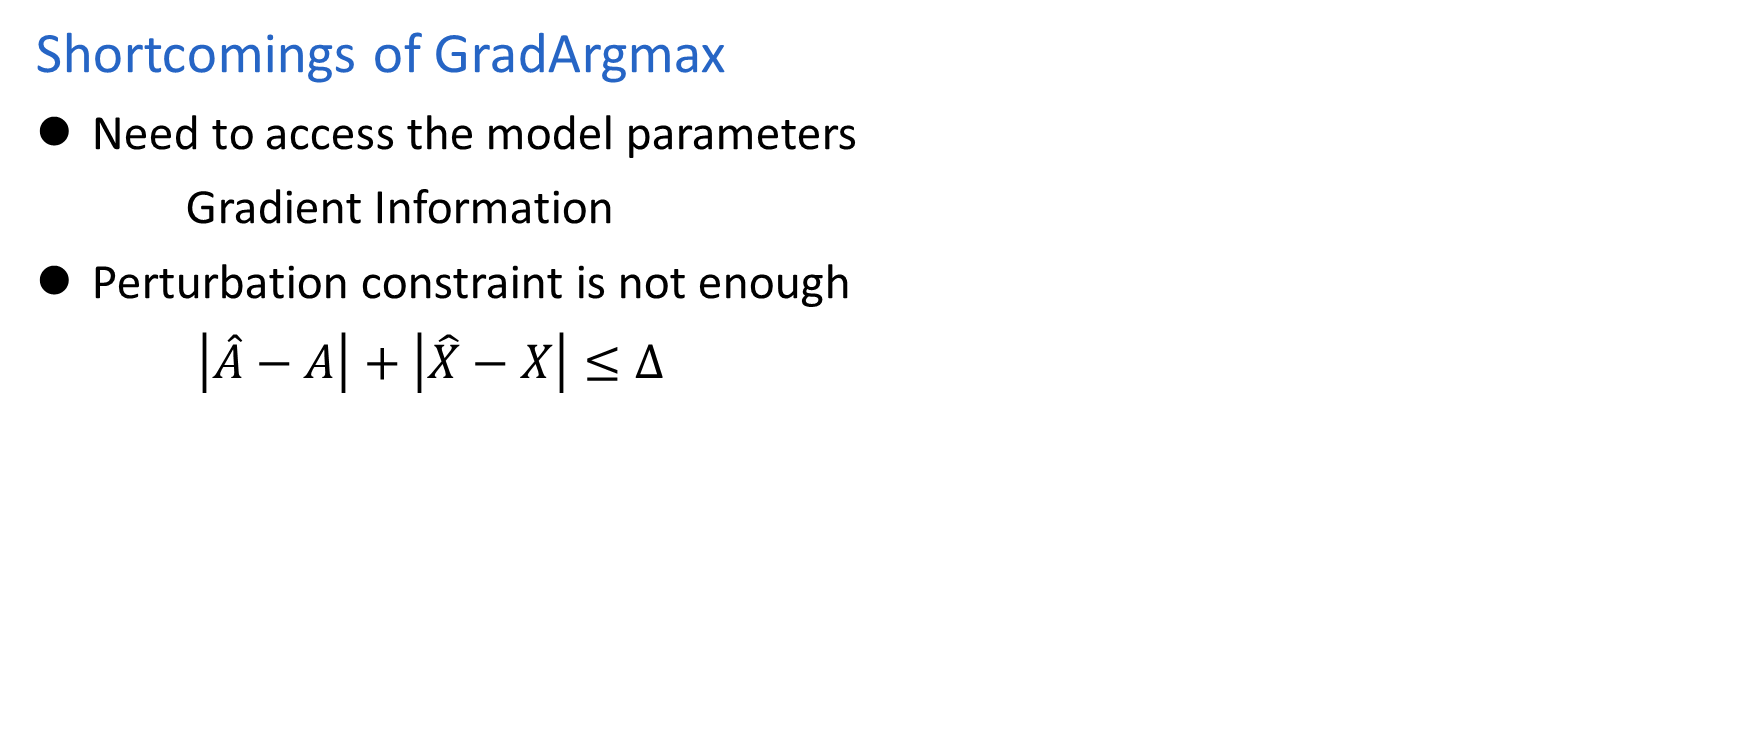 Shortcomings of GradArgmax
● Need to access the model parameters
Gradient Information
● Perturbation constraint is not enough
|Â − A| + |X̂ − X| ≤ Δ